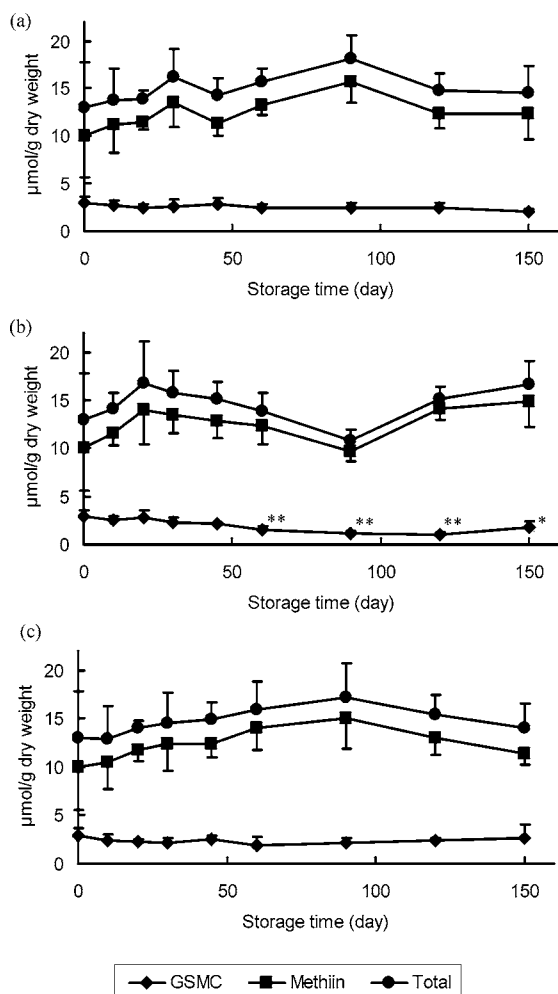 (a)
20
15
10
5
0
μmol/g dry weight
0 50 100 150
Storage time (day)
(b)
20
15
10
5
0
μmol/g dry weight
** ** ** *
0 50 100 150
Storage time (day)
(c)
20
15
10
5
0
μmol/g dry weight
0 50 100 150
Storage time (day)
GSMC Methiin Total